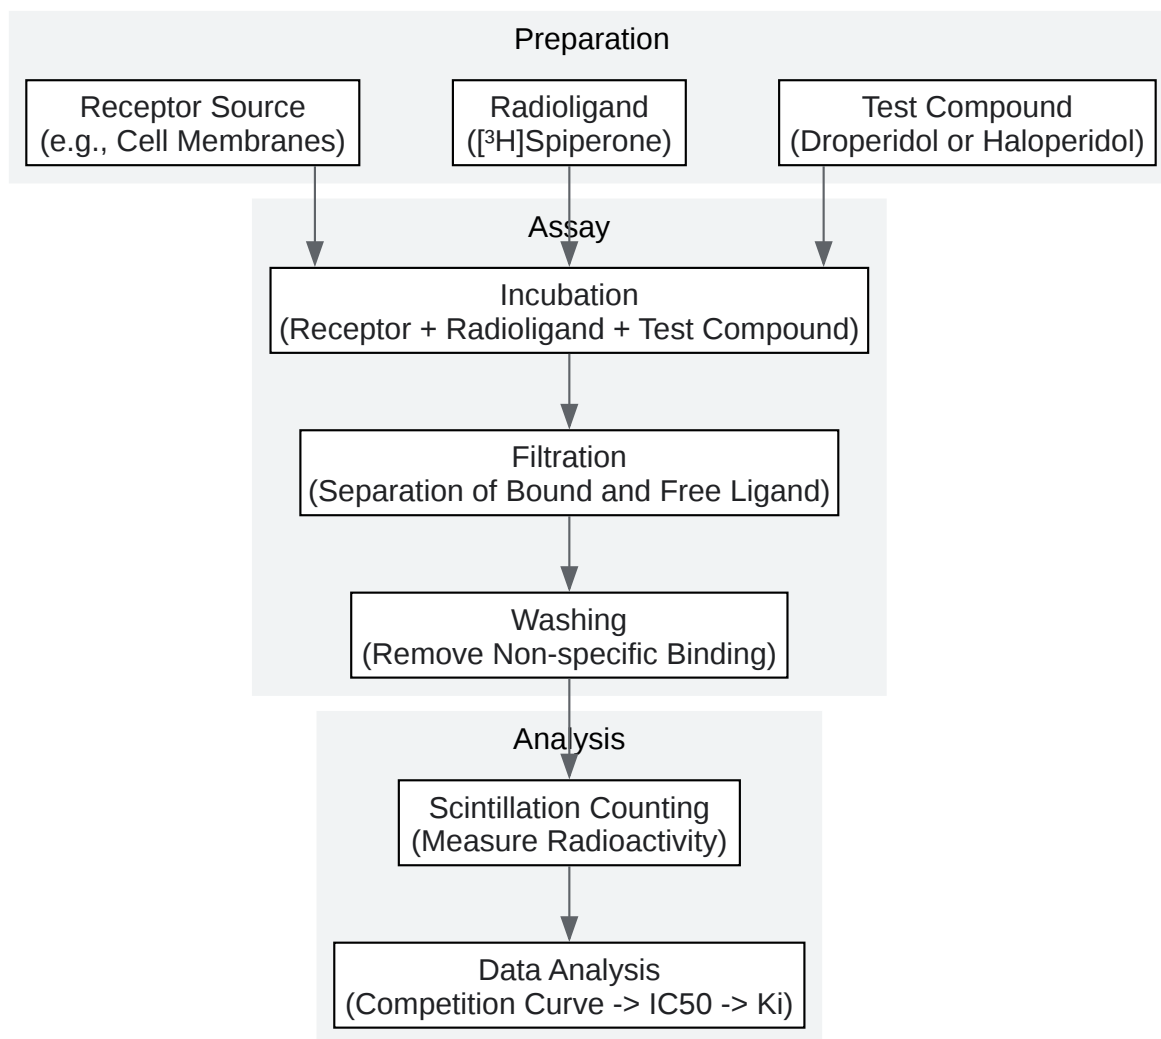 Preparation
Receptor Source
(e.g., Cell Membranes)
Radioligand
([³H]Spiperone)
Test Compound
(Droperidol or Haloperidol)
Assay
Incubation
(Receptor + Radioligand + Test Compound)
Filtration
(Separation of Bound and Free Ligand)
Washing
(Remove Non-specific Binding)
Analysis
Scintillation Counting
(Measure Radioactivity)
Data Analysis
(Competition Curve -> IC50 -> Ki)